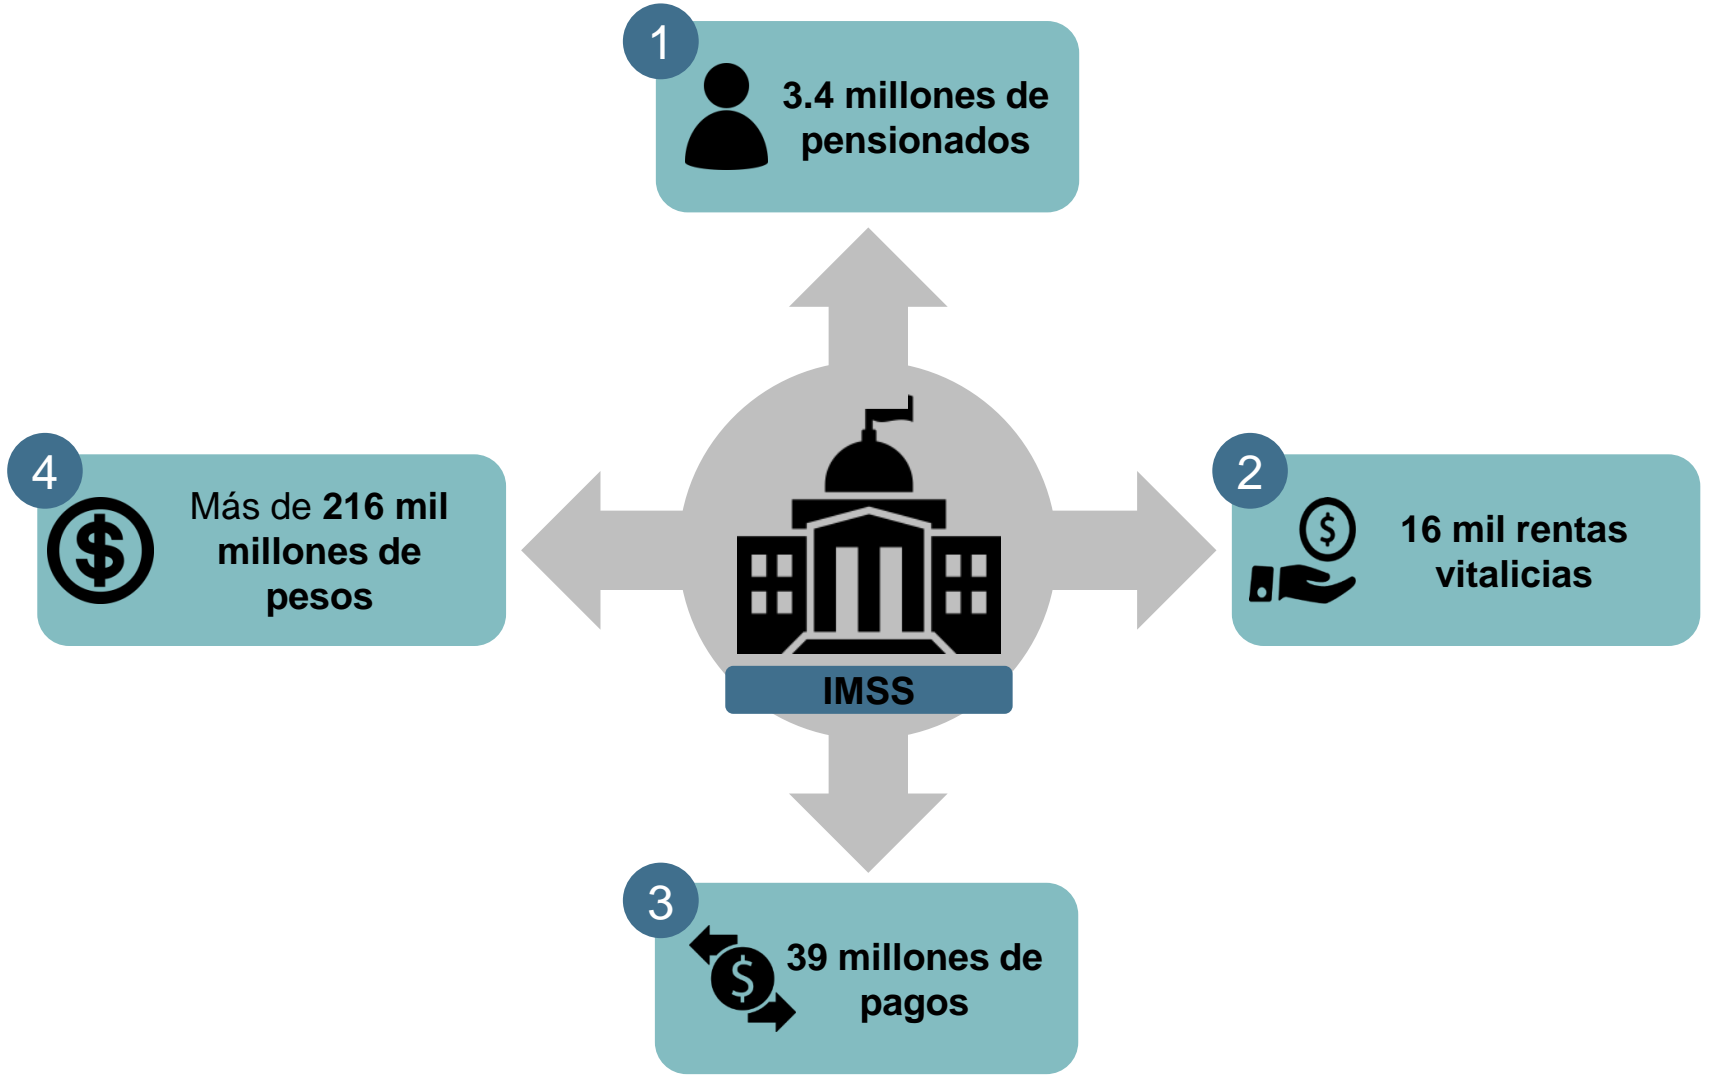 1
3.4 millones de
pensionados
4
Más de 216 mil
millones de
pesos
2
16 mil rentas
vitalicias
IMSS
3
39 millones de
pagos